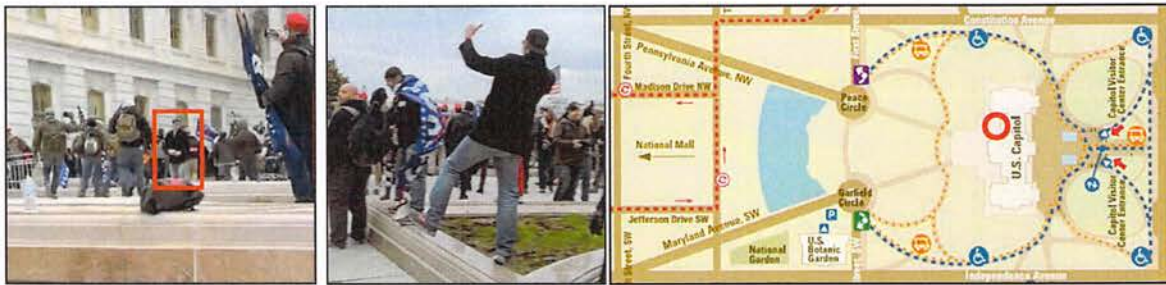 Constitution Avenue
Fourth Street, NW
Pennsylvania Avenue, NW
Madison Drive NW
Peace
Circle
Capitol Visitor
Center Entrance
National Mall
U.S. Capitol
Garfield
Circle
Capitol Visitor
Center Entrance
Jefferson Drive SW
Maryland Avenue, SW
P
National
Garden
U.S.
Botanic
Garden
Independence Avenue